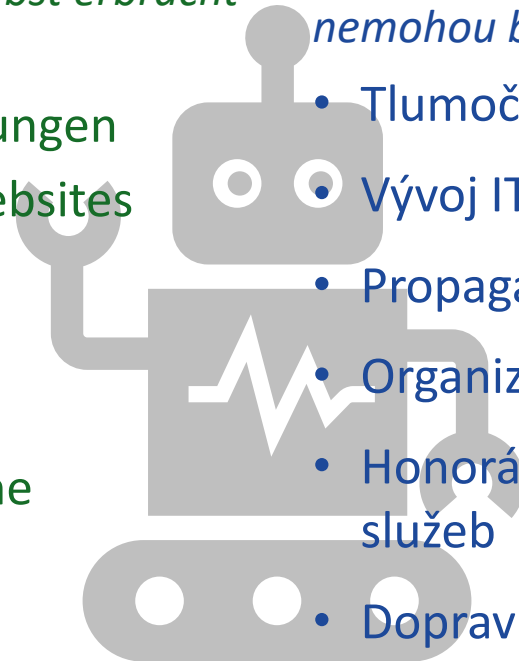 nemohou
ungen
ebsites
ne
• Tlumoč
• Vývoj IT
• Propaga
• Organiz
• Honorá
služeb
• Doprav